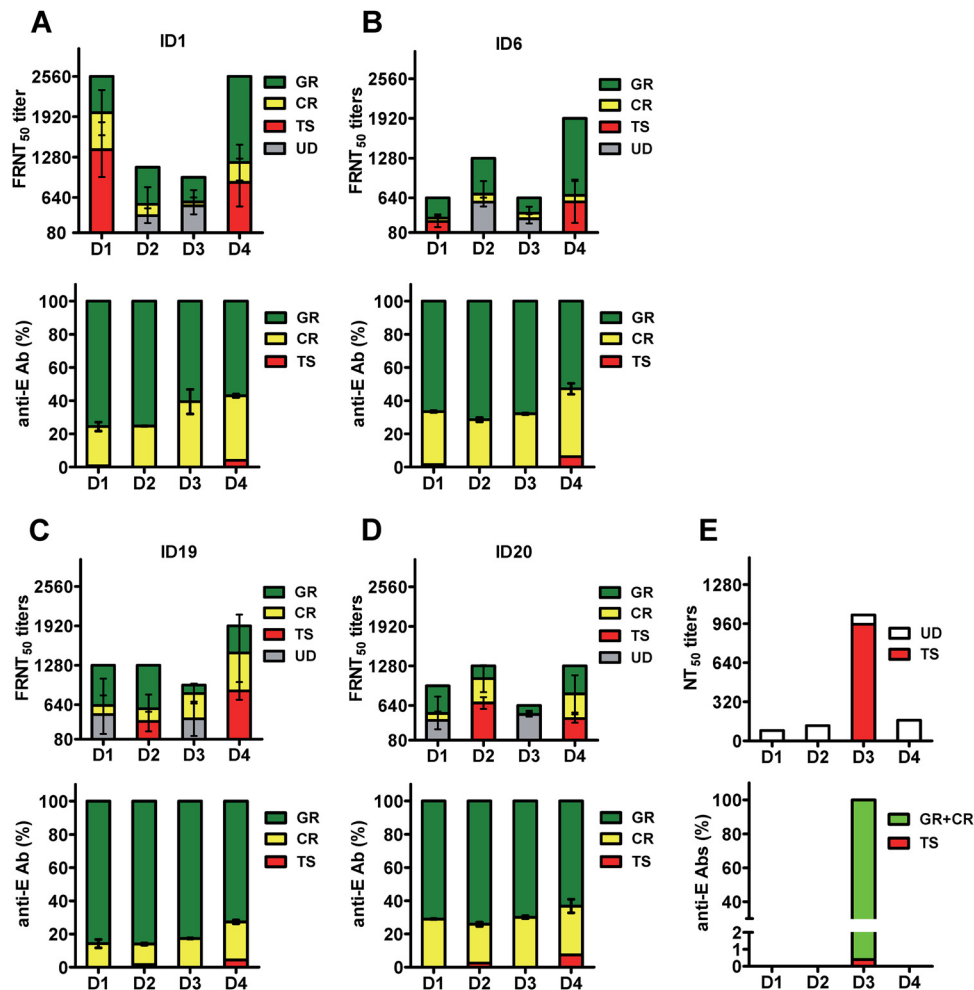 A
ID1
FRNT50 titer
2560
1920
1280
640
80
D1 D2 D3 D4
GR
CR
TS
UD
anti-E Ab (%)
100
80
60
40
20
0
D1 D2 D3 D4
GR
CR
TS
B
ID6
FRNT50 titers
2560
1920
1280
640
80
D1 D2 D3 D4
GR
CR
TS
UD
anti-E Ab (%)
100
80
60
40
20
0
D1 D2 D3 D4
GR
CR
TS
C
ID19
FRNT50 titers
2560
1920
1280
640
80
D1 D2 D3 D4
GR
CR
TS
UD
anti-E Ab (%)
100
80
60
40
20
0
D1 D2 D3 D4
GR
CR
TS
D
ID20
FRNT50 titers
2560
1920
1280
640
80
D1 D2 D3 D4
GR
CR
TS
UD
anti-E Ab (%)
100
80
60
40
20
0
D1 D2 D3 D4
GR
CR
TS
E
NT50 titers
1280
960
640
320
0
D1 D2 D3 D4
UD
TS
anti-E Abs (%)
100
80
60
40
2
1
0
D1 D2 D3 D4
GR+CR
TS